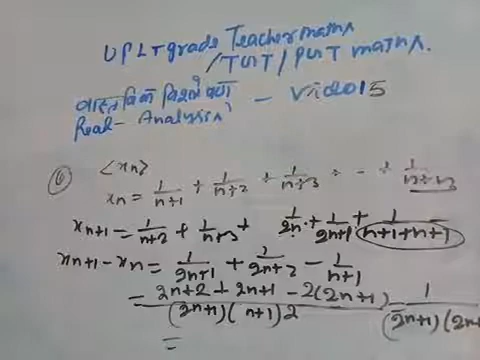 UP LT grade Teacher maths
/TGT/PGT maths.
वास्तविक विश्लेषण - Video 15
Real-Analysis
6 <xn>
xn = 1/(n+1) + 1/(n+2) + 1/(n+3) + - + 1/(n+n)
xn+1 = 1/(n+2) + 1/(n+3) + 1/2n + 1/(2n+1) + 1/(n+1+n+1)
xn+1 - xn = 1/(2n+1) + 1/(2n+2) - 1/(n+1)
= (2n+2+2n+1-2(2n+1))/((2n+1)(n+1)2) 1/((2n+1)(2n
=